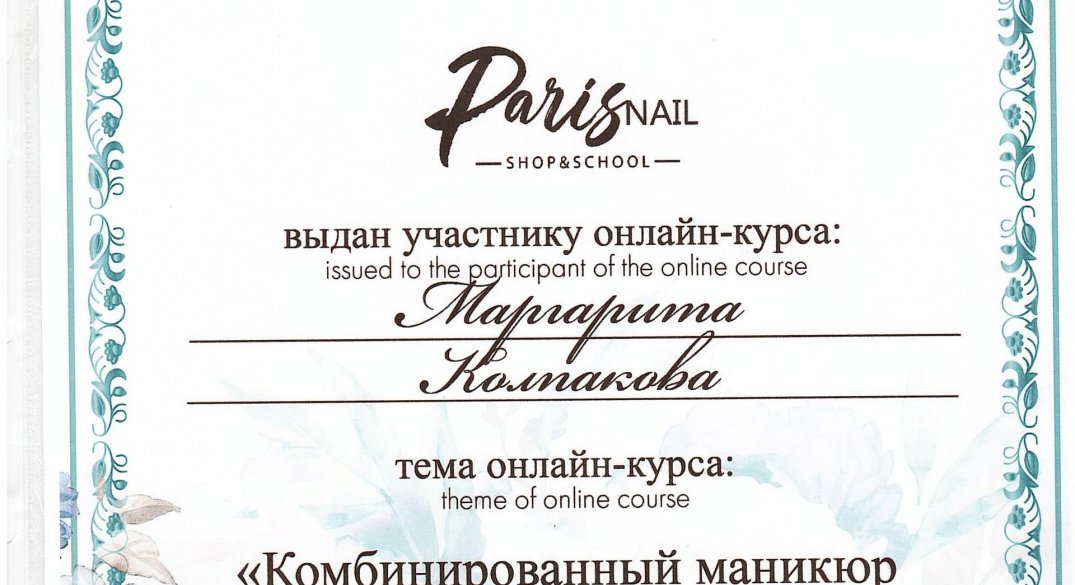 Paris NAIL
SHOP&SCHOOL
выдан участнику онлайн-курса:
issued to the participant of the online course
Маргарита
Колпакова
тема онлайн-курса:
theme of online course
«Комбинированный маникюр